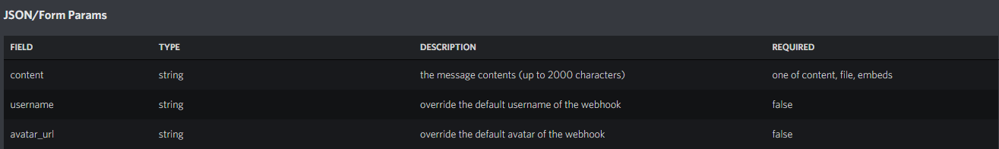 JSON/Form Params
FIELD TYPE DESCRIPTION REQUIRED
content string the message contents (up to 2000 characters) one of content, file, embeds
username string override the default username of the webhook false
avatar_url string override the default avatar of the webhook false